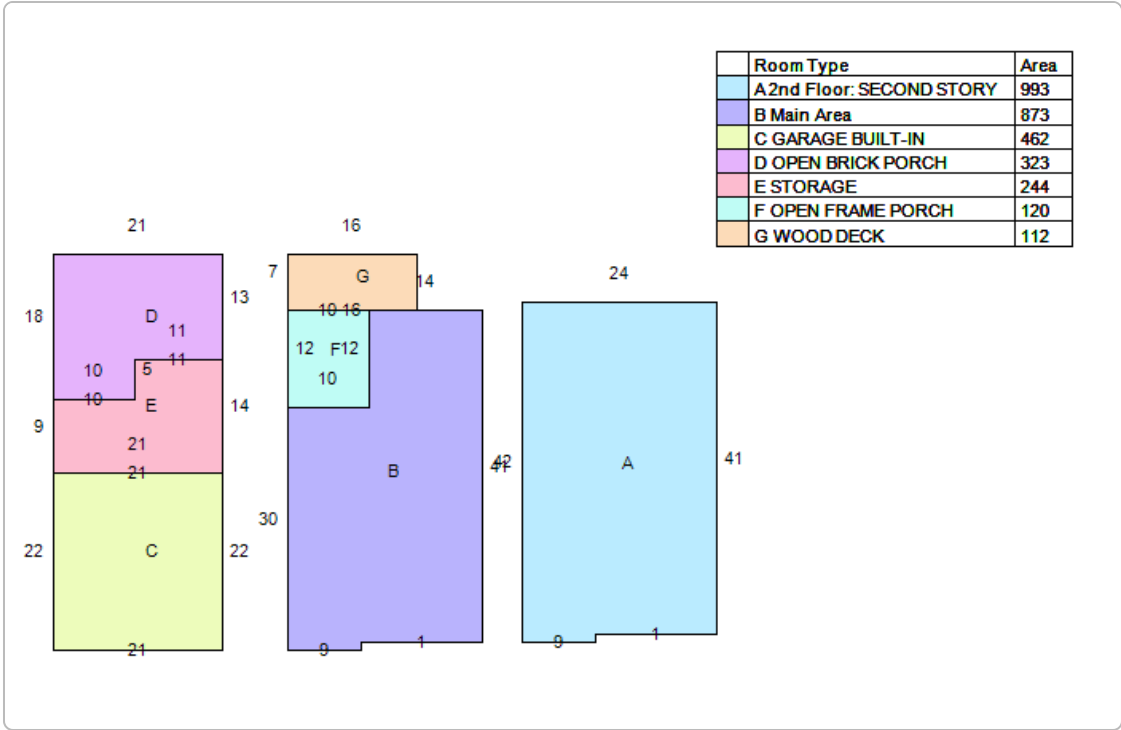 Room Type Area
A 2nd Floor: SECOND STORY 993
B Main Area 873
C GARAGE BUILT-IN 462
D OPEN BRICK PORCH 323
E STORAGE 244
F OPEN FRAME PORCH 120
G WOOD DECK 112
21 16
7 G 14 24
13
18 D 10 16
11
12 F 12
11
10 5 10
10 E 14
9
21
21 B 42 41 A 41
30
22 C 22
9 1 9 1
21